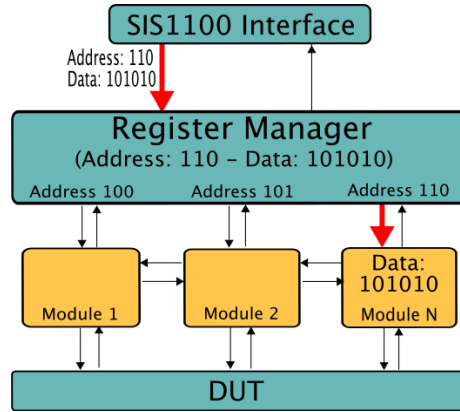 SIS1100 Interface
Address: 110
Data: 101010
Register Manager
(Address: 110 – Data: 101010)
Address 100 Address 101 Address 110
Data:
101010
Module 1 Module 2 Module N
DUT